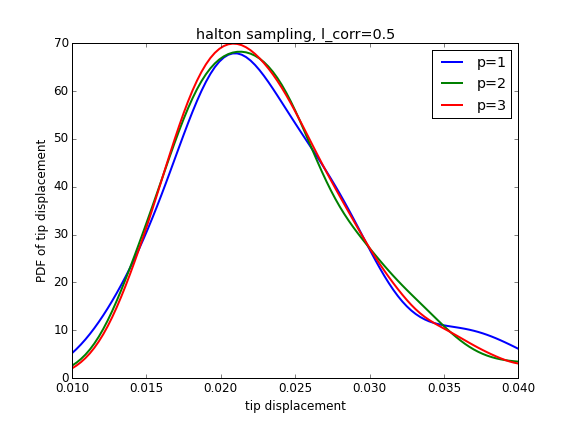 halton sampling, l_corr=0.5
70
60
50
40
30
20
10
0
PDF of tip displacement
p=1
p=2
p=3
0.010 0.015 0.020 0.025 0.030 0.035 0.040
tip displacement